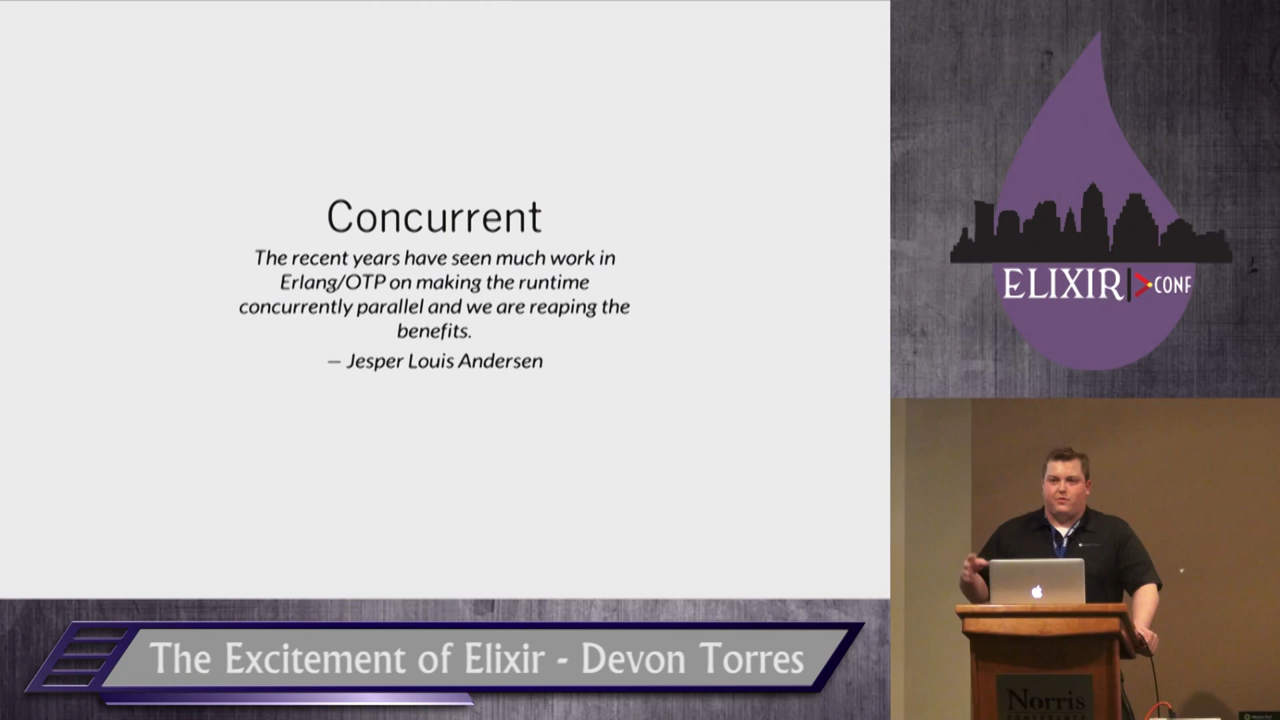 Concurrent
The recent years have seen much work in
Erlang/OTP on making the runtime
concurrently parallel and we are reaping the
benefits.
— Jesper Louis Andersen
ELIXIR CONF
Norris
The Excitement of Elixir - Devon Torres